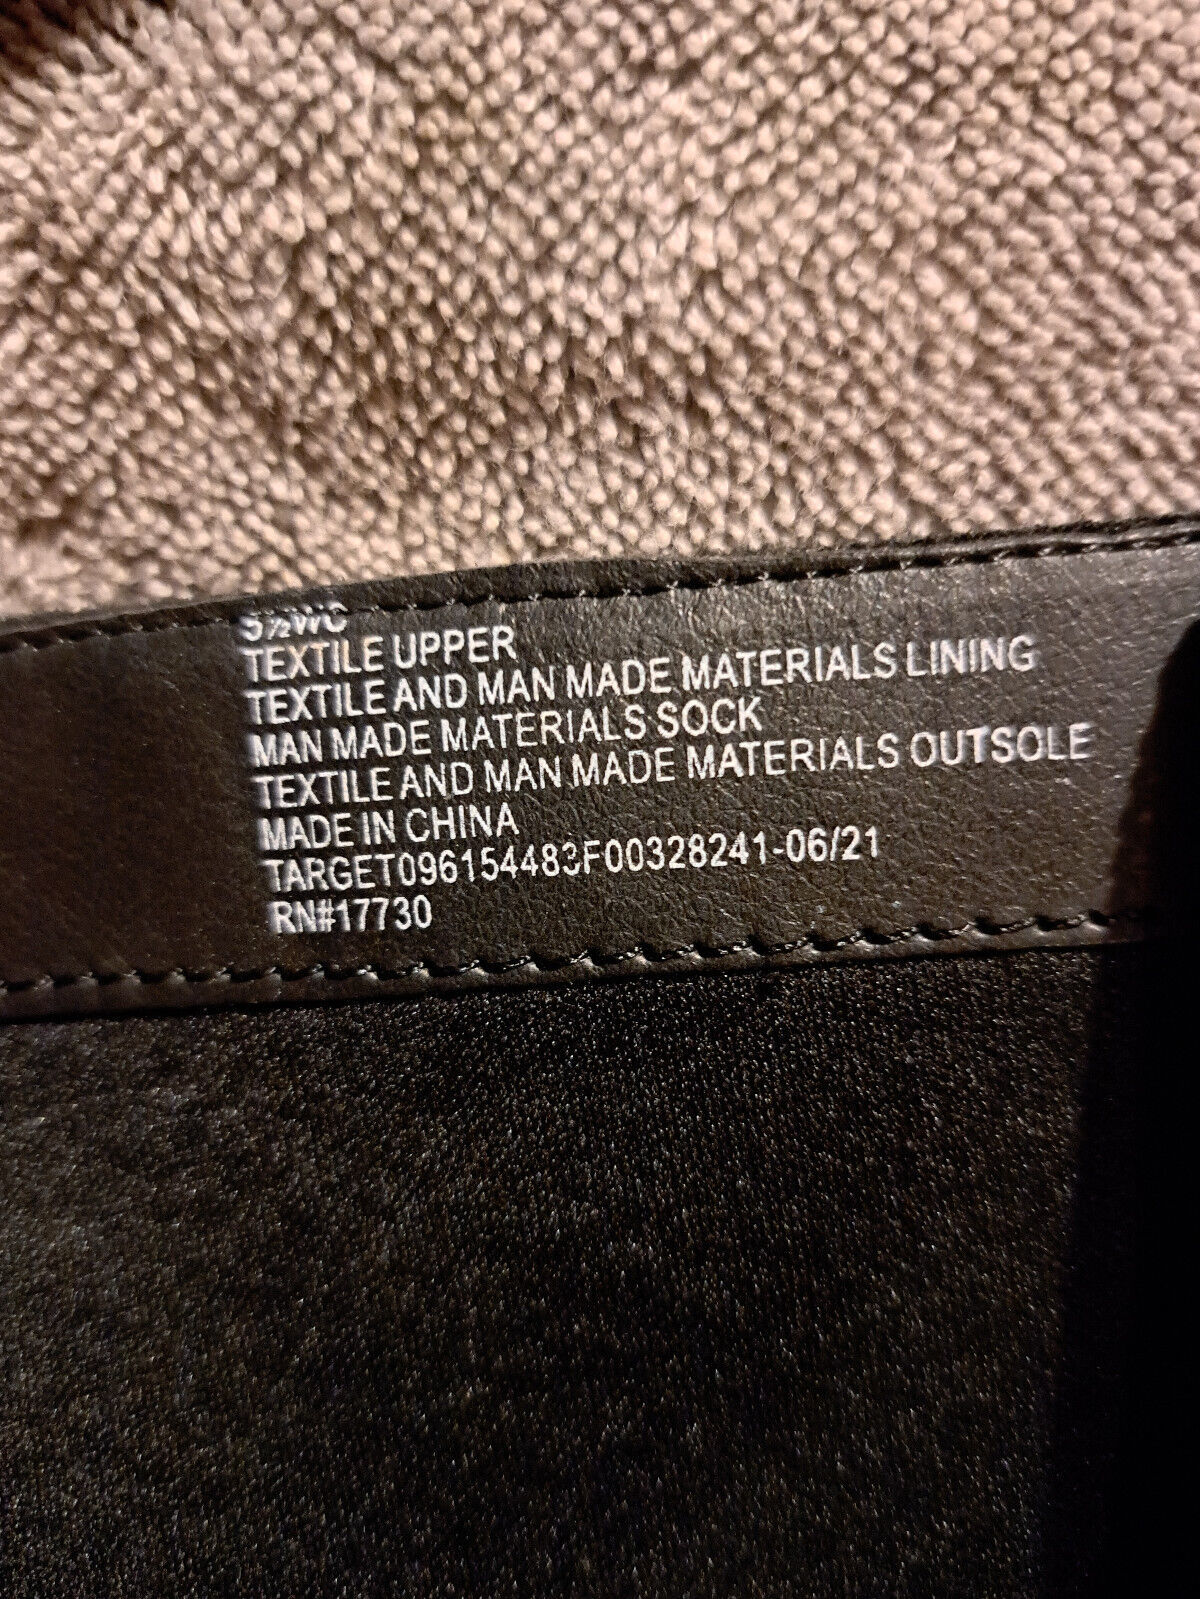 5½WC
TEXTILE UPPER
TEXTILE AND MAN MADE MATERIALS LINING
MAN MADE MATERIALS SOCK
TEXTILE AND MAN MADE MATERIALS OUTSOLE
MADE IN CHINA
TARGET096154483F00328241-06/21
RN#17730